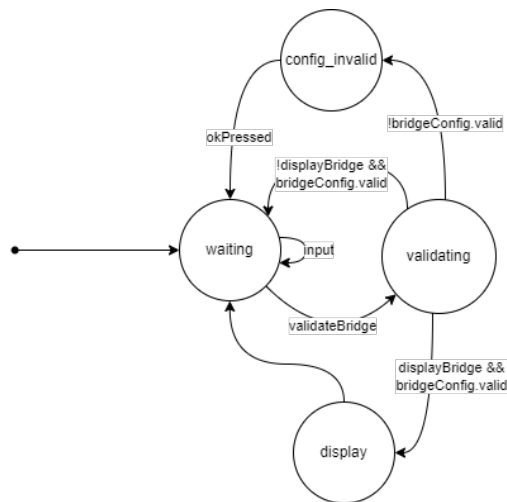 config_invalid
!bridgeConfig.valid
okPressed
!displayBridge &&
bridgeConfig.valid
waiting
input
validating
validateBridge
displayBridge &&
bridgeConfig.valid
display